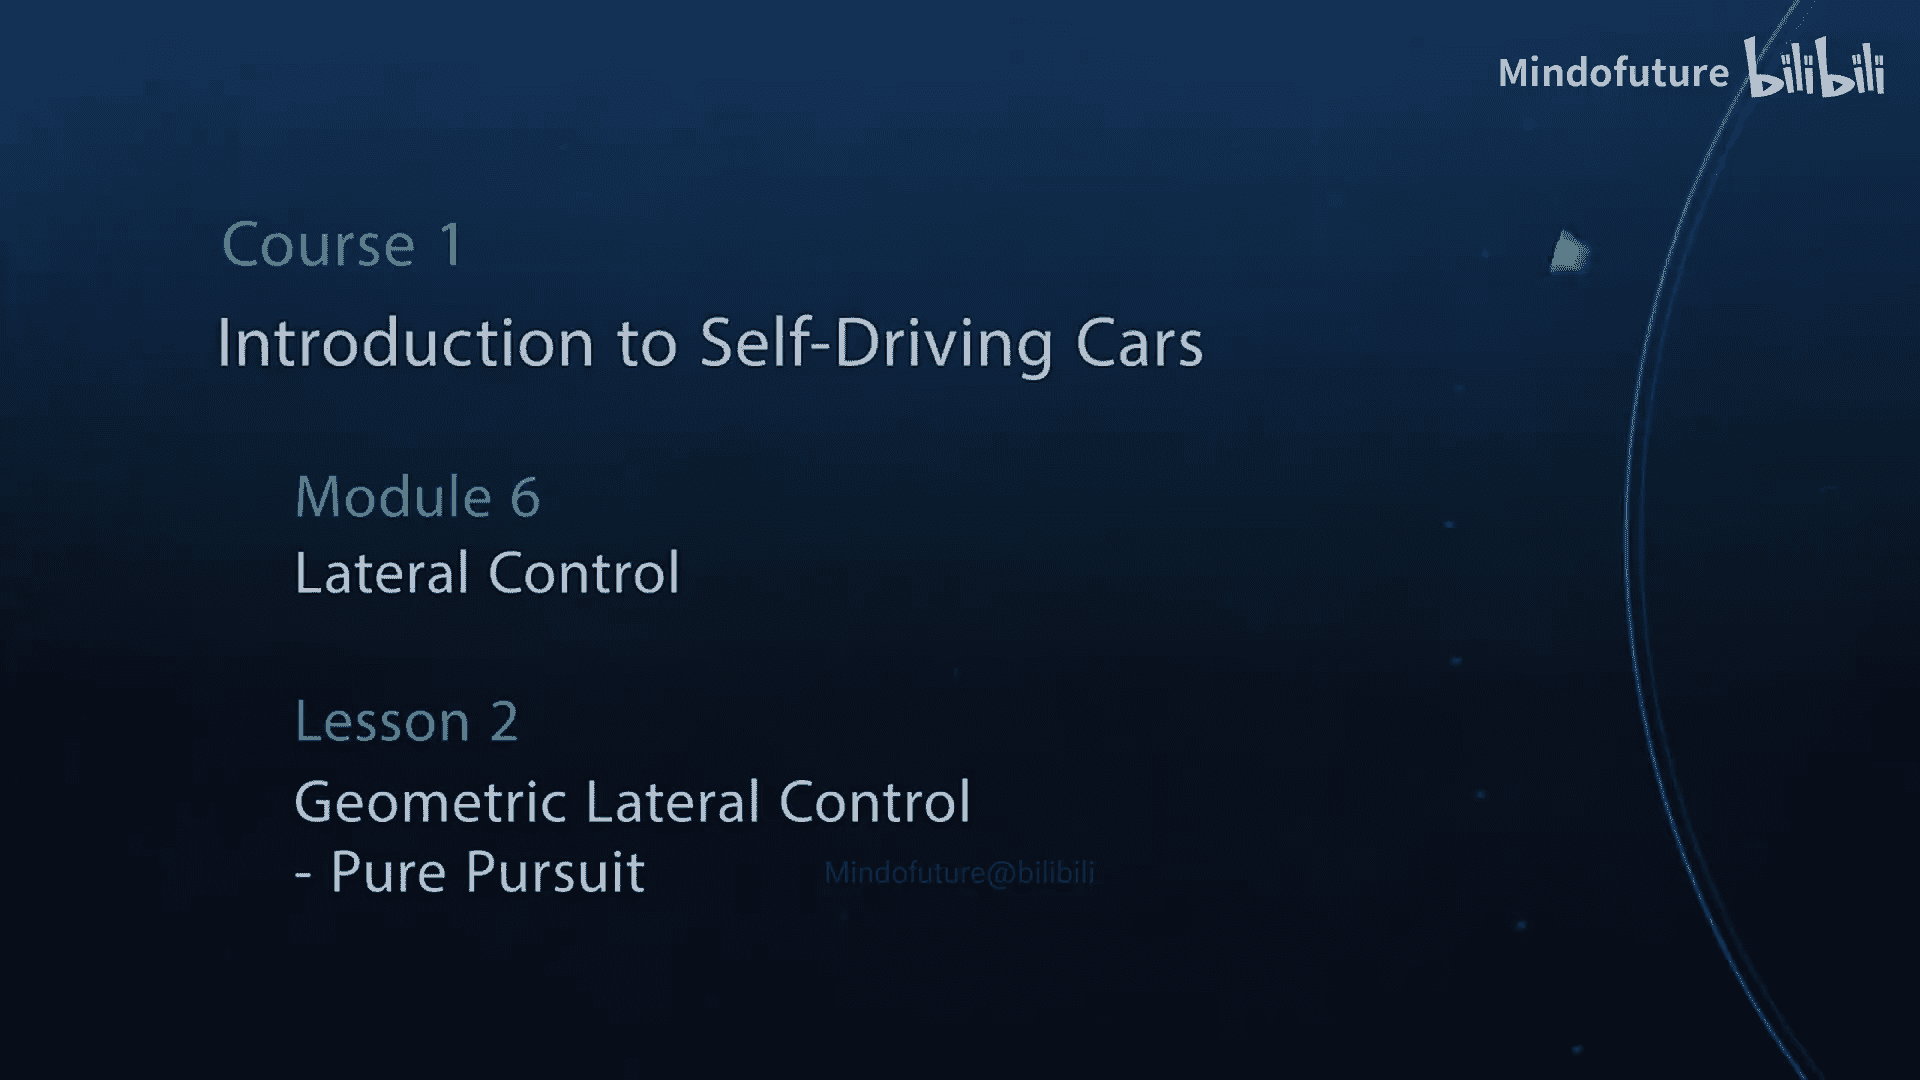 Mindofuture bilibili
Course 1
Introduction to Self-Driving Cars
Module 6
Lateral Control
Lesson 2
Geometric Lateral Control
- Pure Pursuit
Mindofuture@bilibili